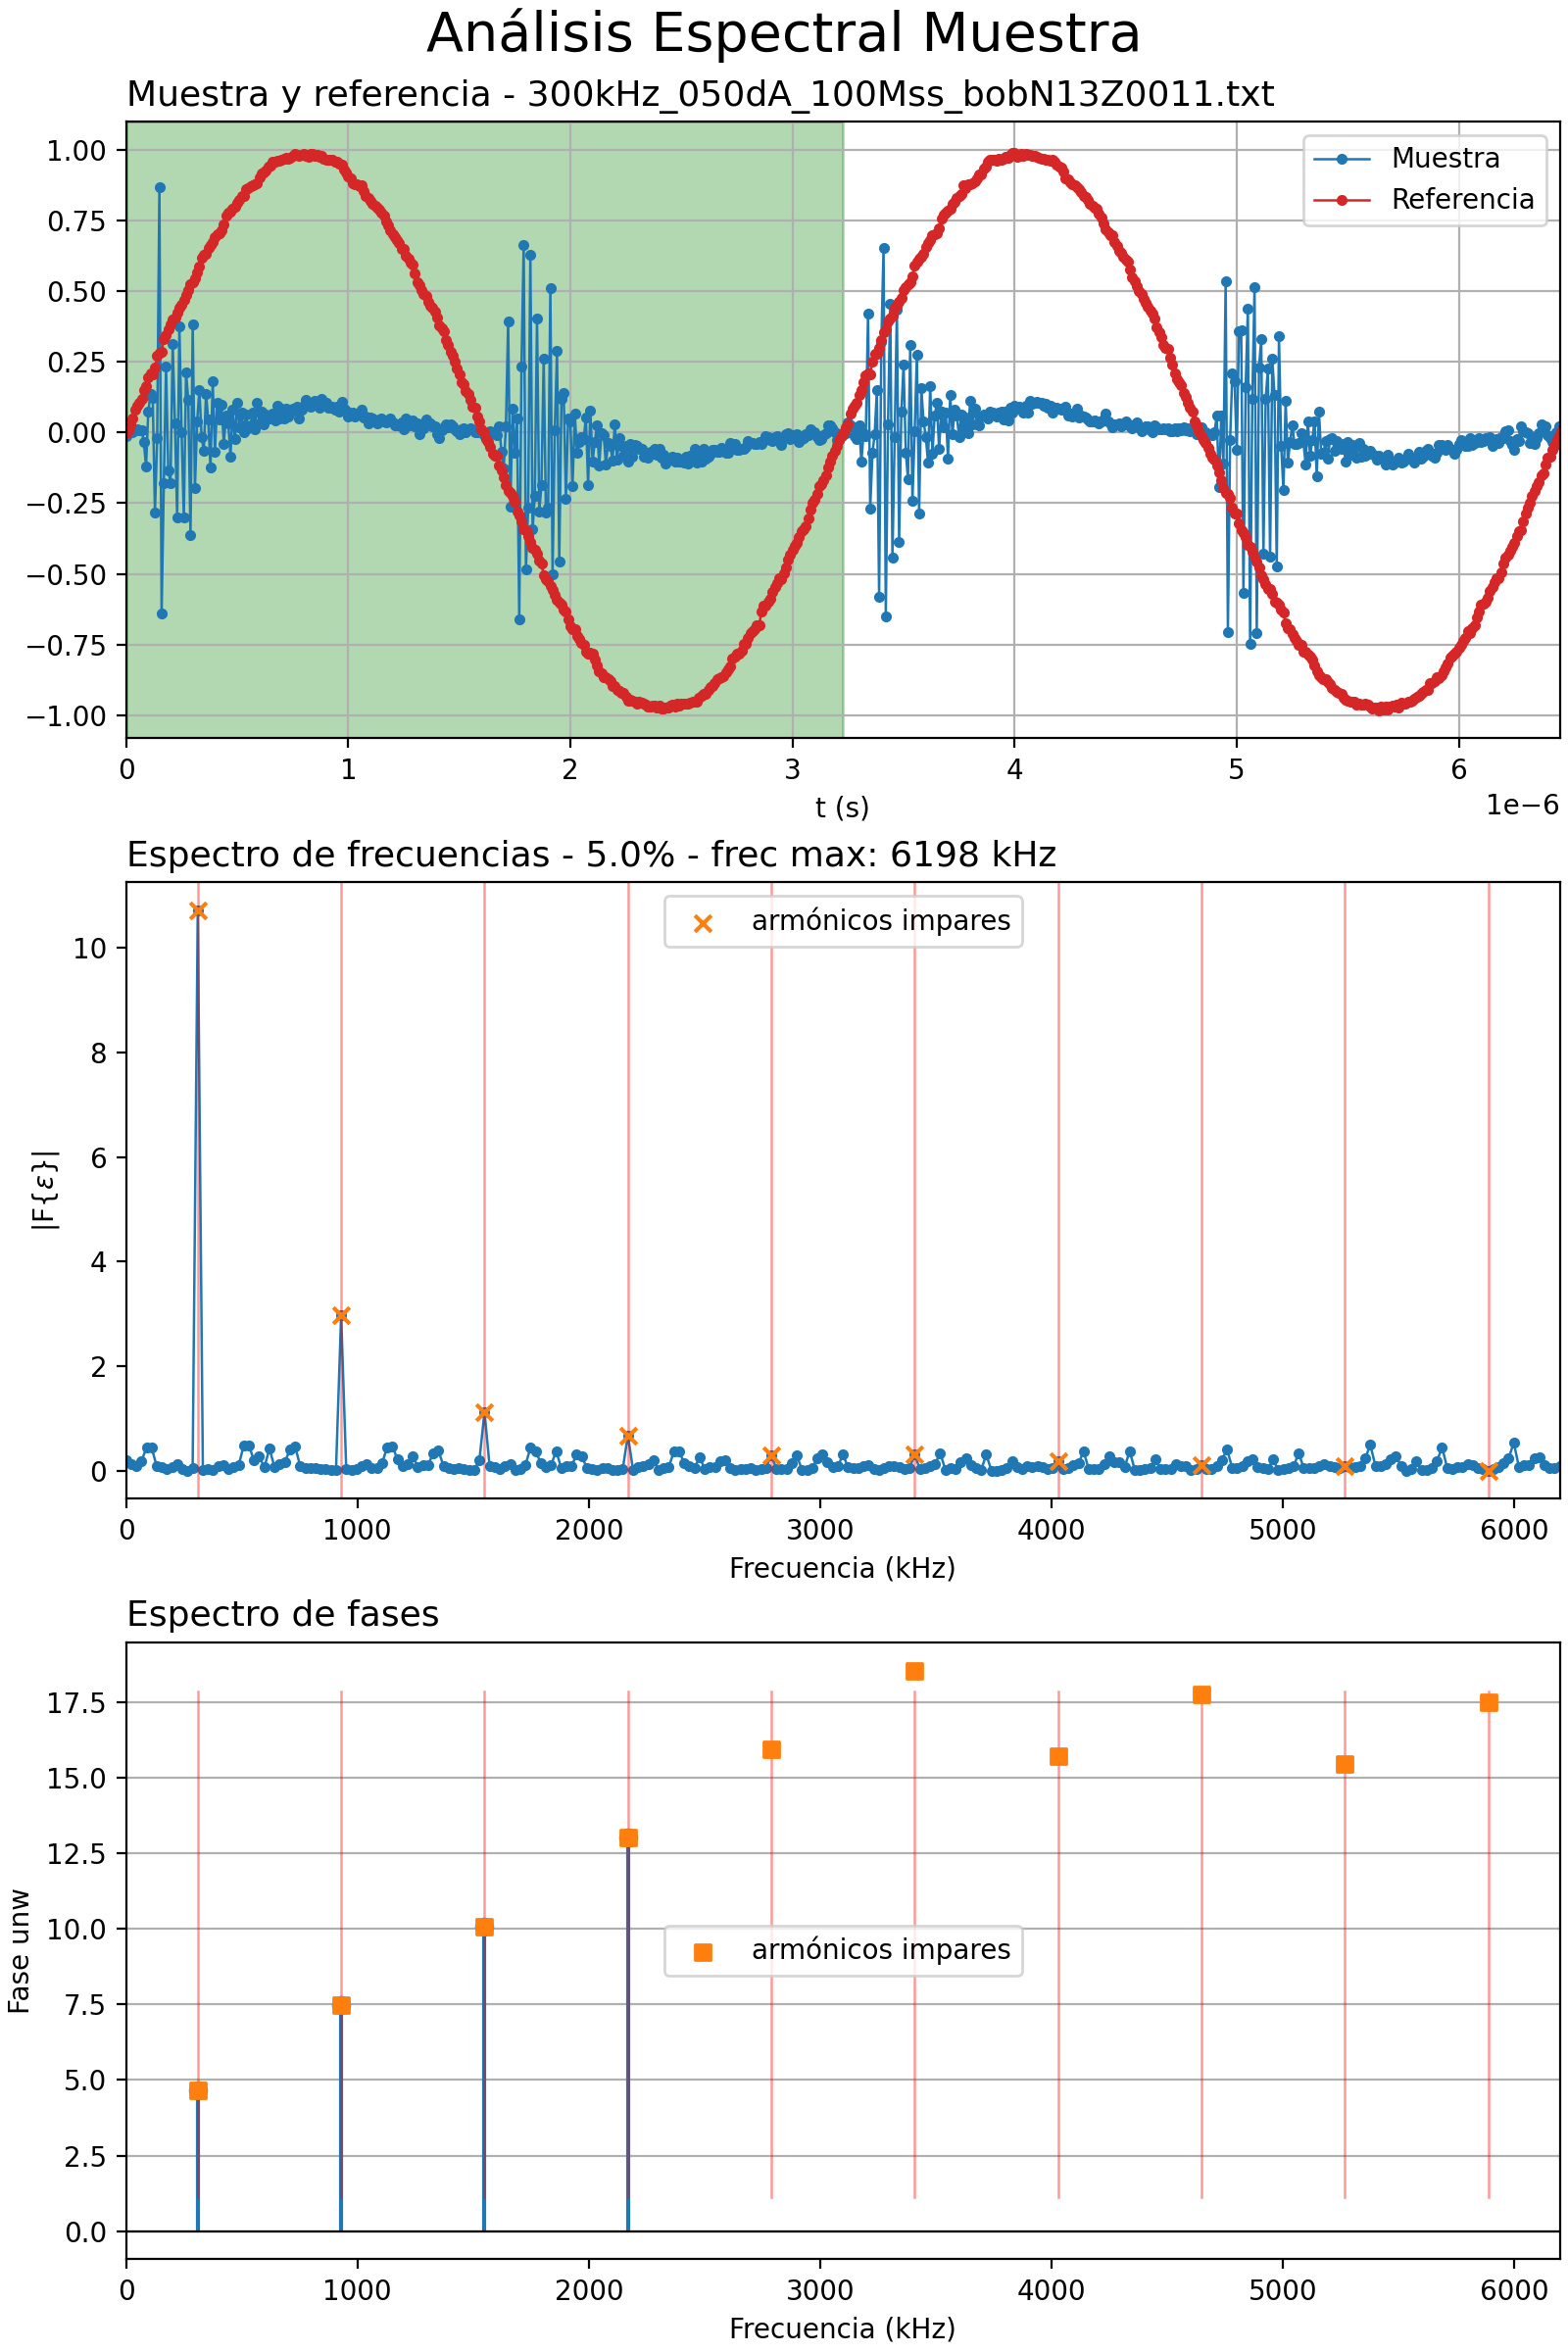 Análisis Espectral Muestra
Muestra y referencia - 300kHz_050dA_100Mss_bobN13Z0011.txt
1.00
0.75
0.50
0.25
0.00
−0.25
−0.50
−0.75
−1.00
Muestra
Referencia
0 1 2 3 4 5 6
1e−6
t (s)
Espectro de frecuencias - 5.0% - frec max: 6198 kHz
armónicos impares
10
8
6
4
2
0
|F{ε}|
0 1000 2000 3000 4000 5000 6000
Frecuencia (kHz)
Espectro de fases
17.5
15.0
12.5
10.0
7.5
5.0
2.5
0.0
Fase unw
armónicos impares
0 1000 2000 3000 4000 5000 6000
Frecuencia (kHz)